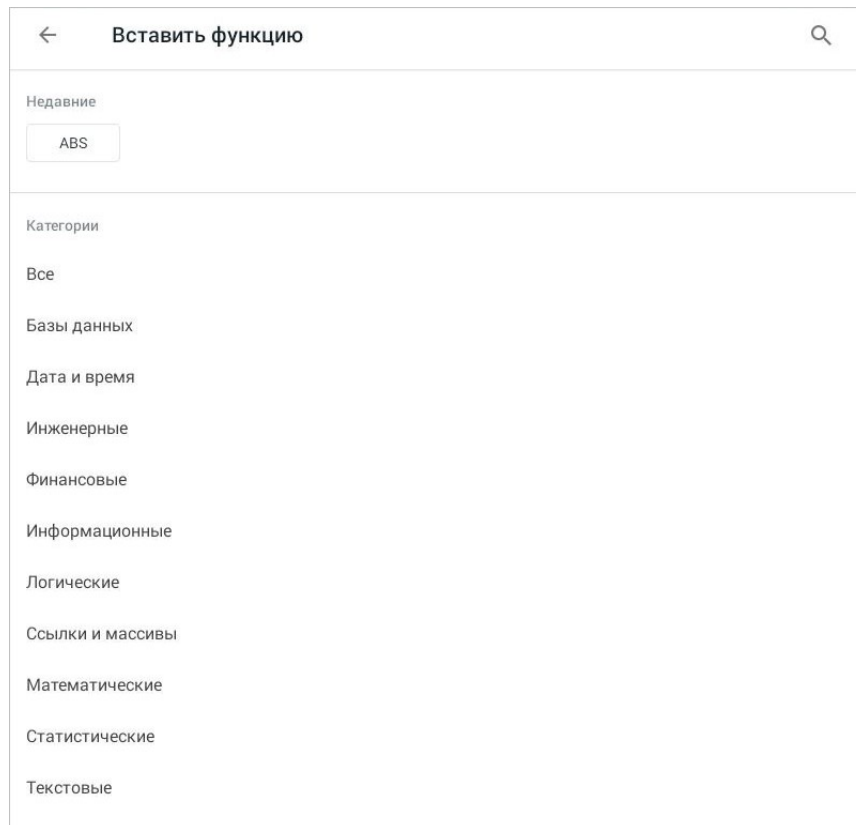 Вставить функцию
Недавние
ABS
Категории
Все
Базы данных
Дата и время
Инженерные
Финансовые
Информационные
Логические
Ссылки и массивы
Математические
Статистические
Текстовые